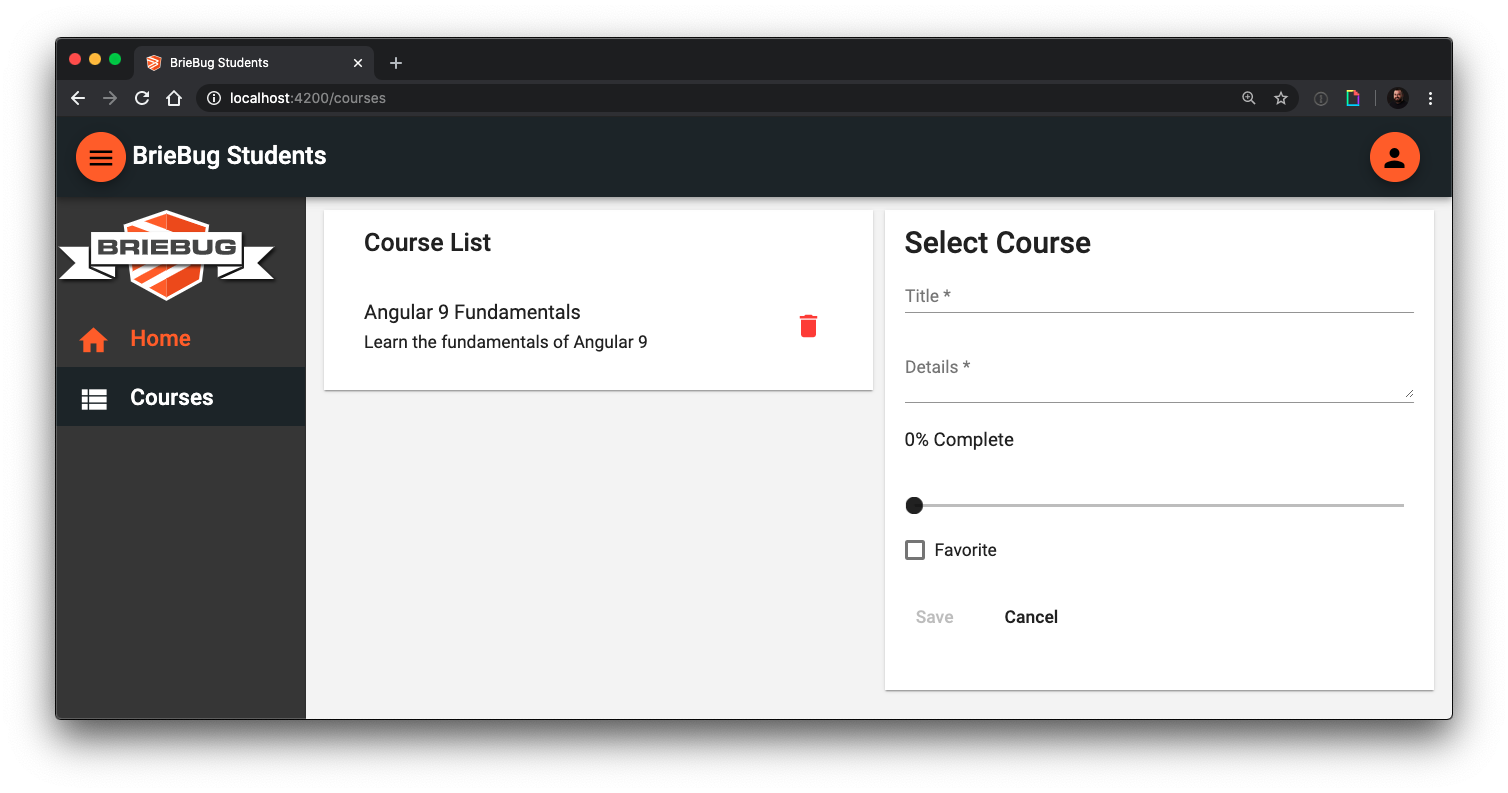 BrieBug Students
localhost:4200/courses
BrieBug Students
BRIEBUG
Home
Courses
Course List
Angular 9 Fundamentals
Learn the fundamentals of Angular 9
Select Course
Title *
Details *
0% Complete
Favorite
Save Cancel